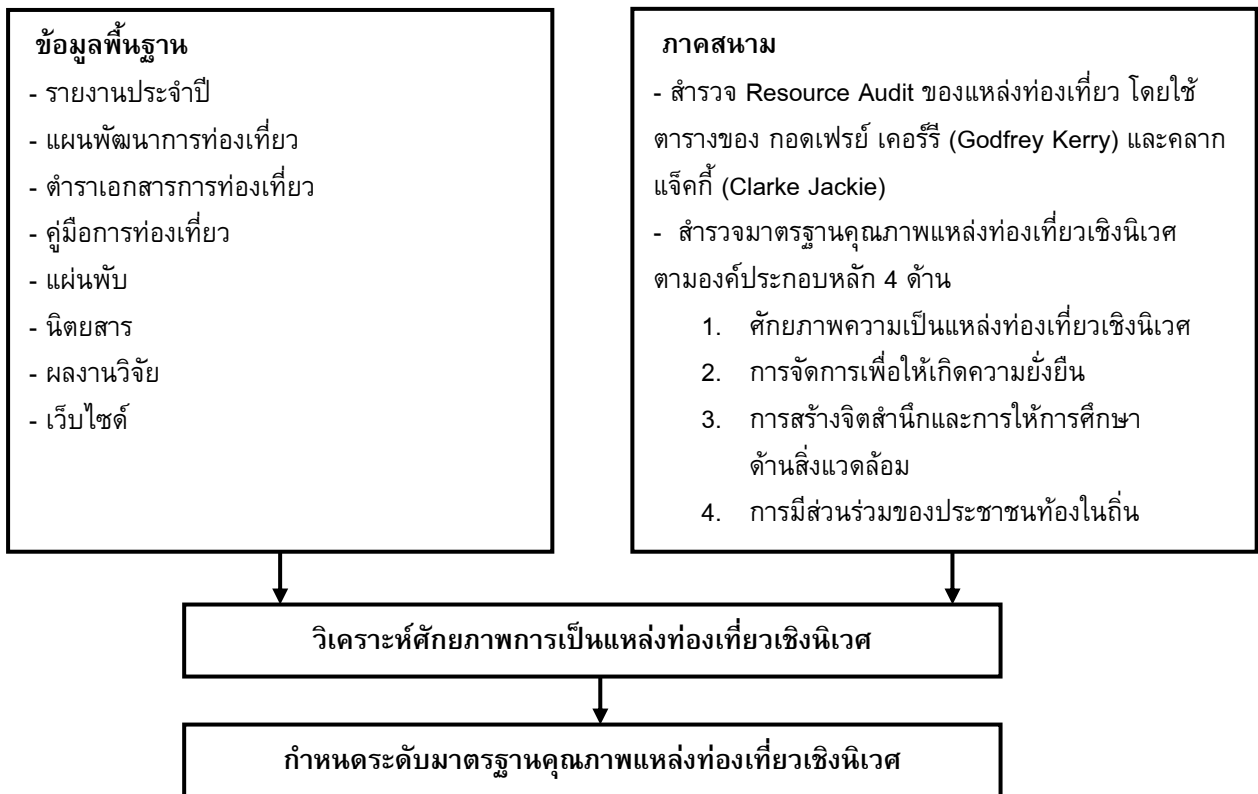 ข้อมูลพื้นฐาน
- รายงานประจำปี
- แผนพัฒนาการท่องเที่ยว
- ตำราเอกสารการท่องเที่ยว
- คู่มือการท่องเที่ยว
- แผ่นพับ
- นิตยสาร
- ผลงานวิจัย
- เว็บไซด์
ภาคสนาม
- สำรวจ Resource Audit ของแหล่งท่องเที่ยว โดยใช้
ตารางของ กอดเฟรย์ เคอร์รี (Godfrey Kerry) และคลาก
แจ็คกี้ (Clarke Jackie)
- สำรวจมาตรฐานคุณภาพแหล่งท่องเที่ยวเชิงนิเวศ
ตามองค์ประกอบหลัก 4 ด้าน
1. ศักยภาพความเป็นแหล่งท่องเที่ยวเชิงนิเวศ
2. การจัดการเพื่อให้เกิดความยั่งยืน
3. การสร้างจิตสำนึกและการให้การศึกษา
ด้านสิ่งแวดล้อม
4. การมีส่วนร่วมของประชาชนท้องในถิ่น
วิเคราะห์ศักยภาพการเป็นแหล่งท่องเที่ยวเชิงนิเวศ
กำหนดระดับมาตรฐานคุณภาพแหล่งท่องเที่ยวเชิงนิเวศ